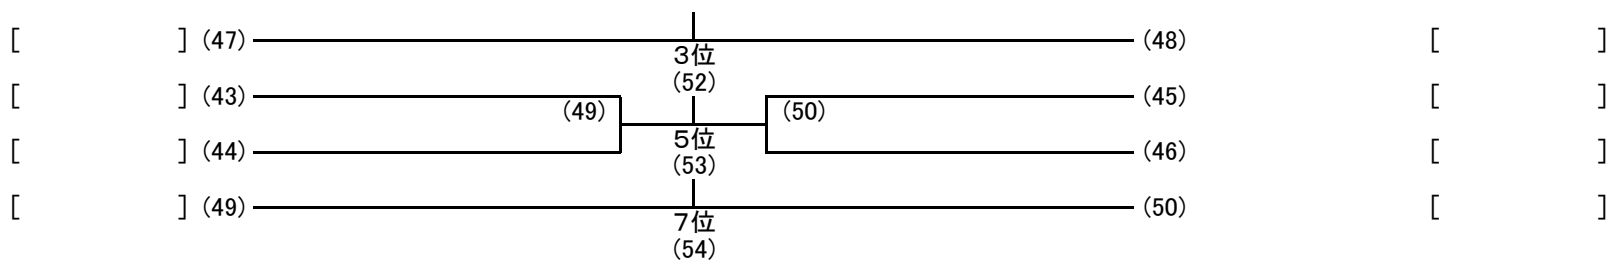 [ ] (47) (48) [ ]
3位
(52)
[ ] (43) (45) [ ]
(49) (50)
5位
[ ] (44) (46) [ ]
(53)
[ ] (49) (50) [ ]
7位
(54)